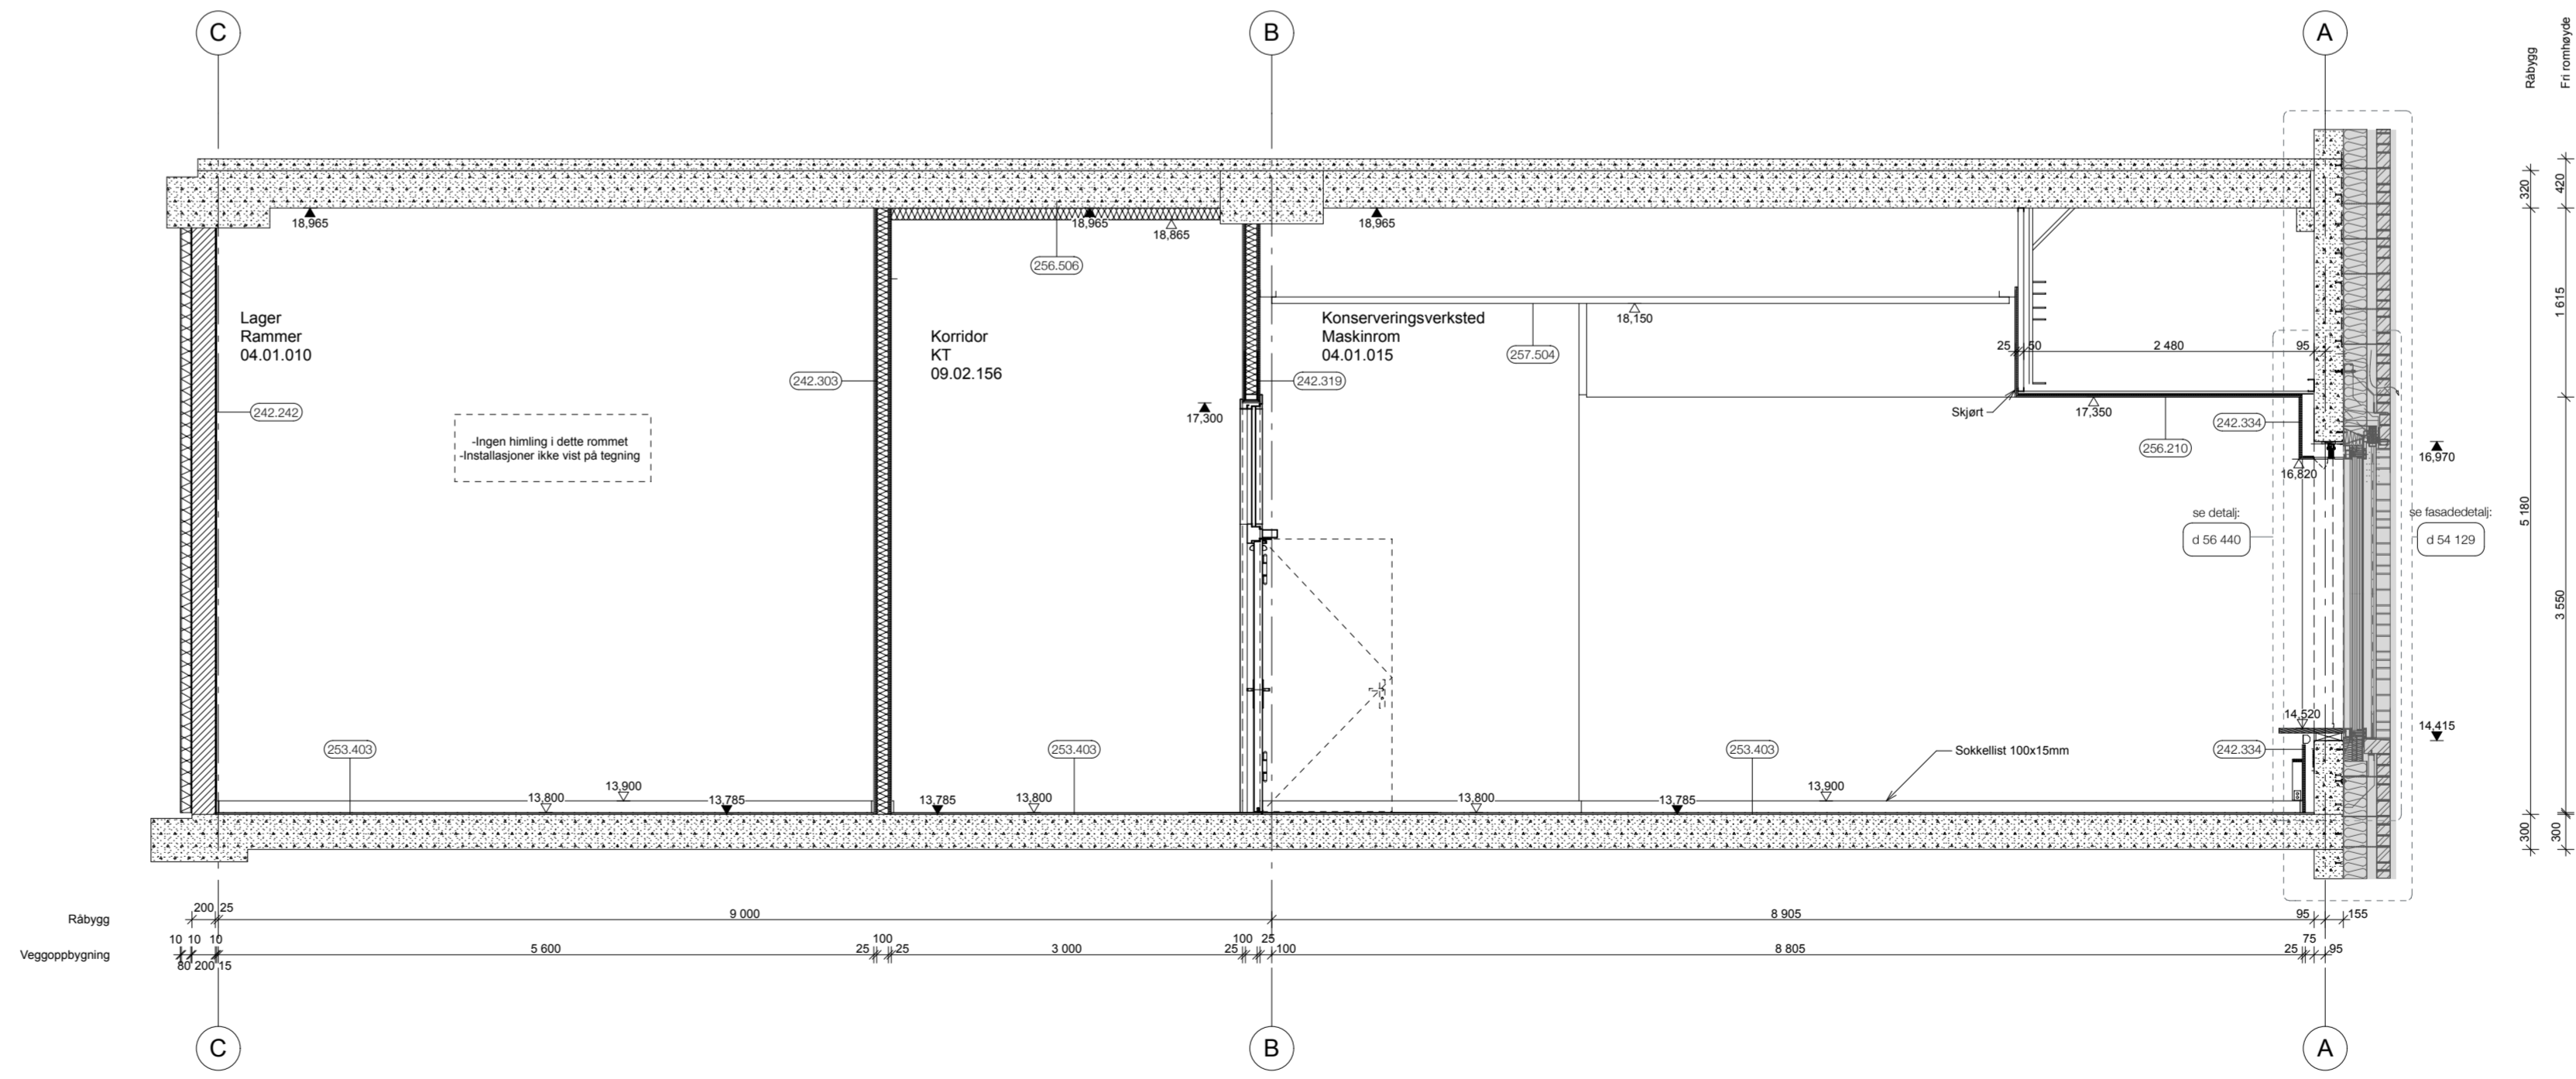 C
B
A
Råbygg
Fri romhøyde
320
420
18,965
18,965
18,865
18,965
256.506
Lager
Rammer
04.01.010
Korridor
KT
09.02.156
Konserveringsverksted
Maskinrom
04.01.015
18,150
257.504
1 615
25
50
2 480
95
242.303
242.319
242.242
17,300
Skjørt
17,350
242.334
256.210
16,820
16,970
-Ingen himling i dette rommet
-Installasjoner ikke vist på tegning
se detalj:
d 56 440
se fasadedetalj:
d 54 129
5 180
3 550
14,520
14,415
253.403
253.403
253.403
Sokkellist 100x15mm
242.334
13,800
13,900
13,785
13,785
13,800
13,800
13,785
13,900
300
300
Råbygg
200
25
9 000
8 905
95
155
Veggoppbygning
10
10
10
80
200
15
5 600
25
100
25
3 000
25
100
25
100
8 805
25
75
95
C
B
A